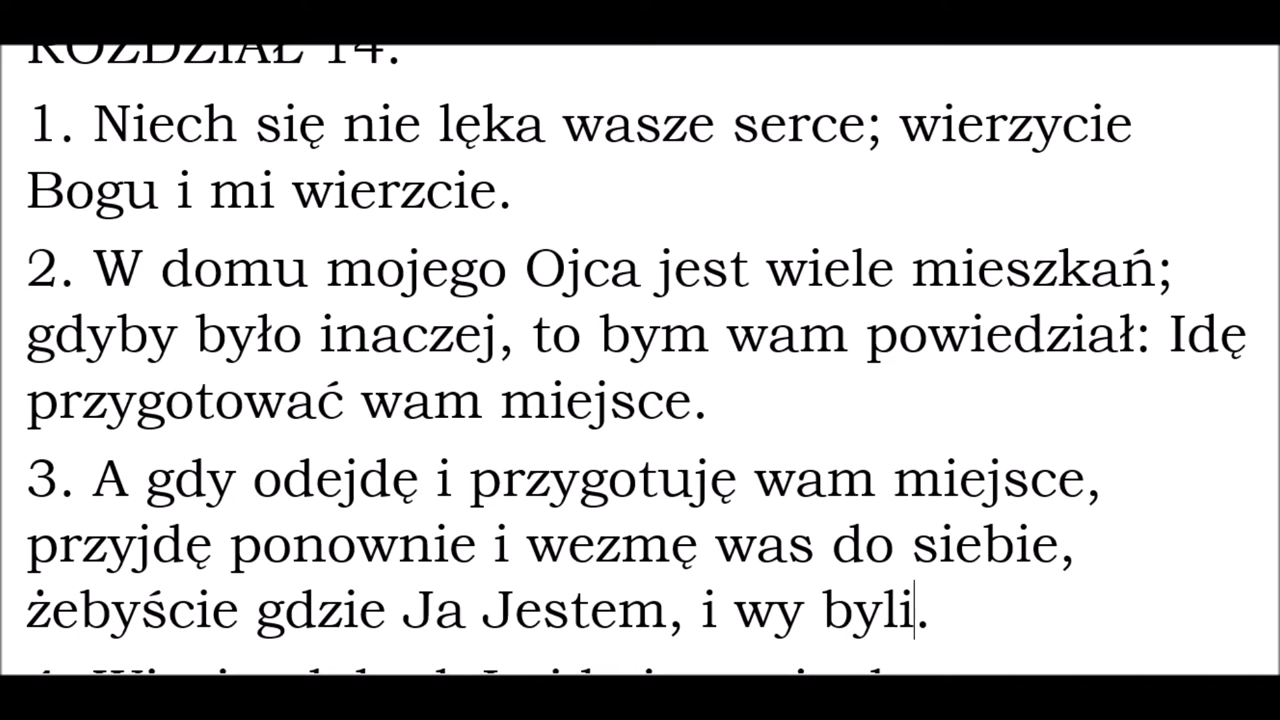 ROZDZIAŁ 14.
1. Niech się nie lęka wasze serce; wierzycie
Bogu i mi wierzcie.
2. W domu mojego Ojca jest wiele mieszkań;
gdyby było inaczej, to bym wam powiedział: Idę
przygotować wam miejsce.
3. A gdy odejdę i przygotuję wam miejsce,
przyjdę ponownie i wezmę was do siebie,
żebyście gdzie Ja Jestem, i wy byli.